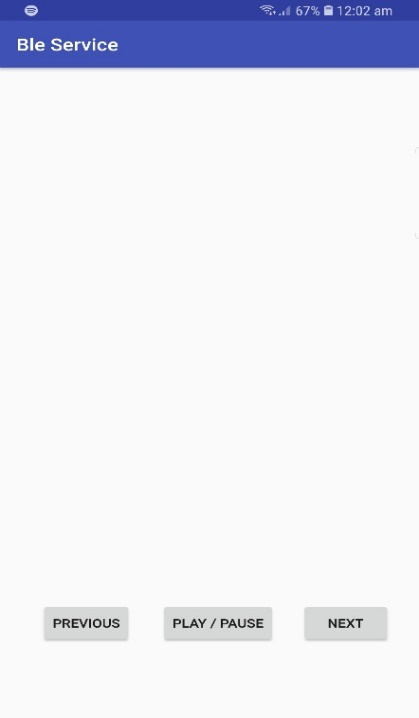 67% 12:02 am
Ble Service
PREVIOUS PLAY / PAUSE NEXT